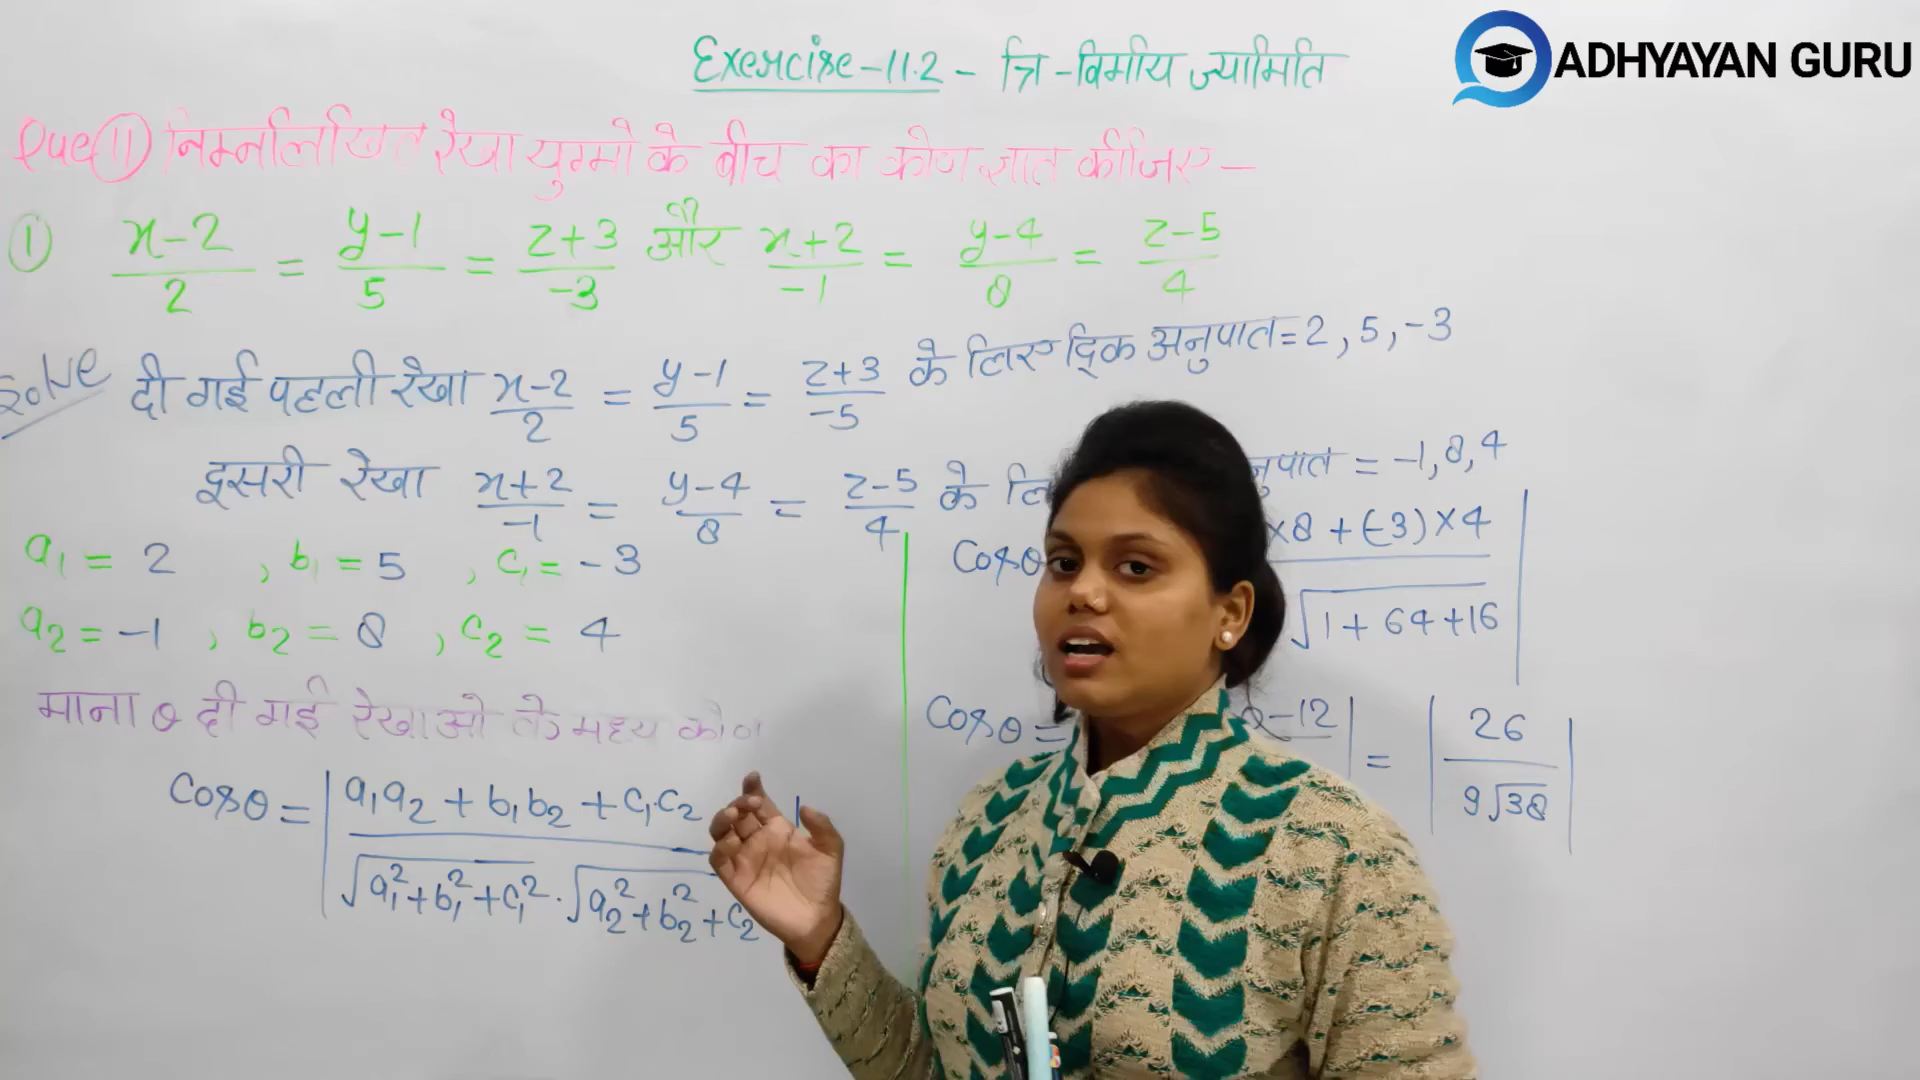 ADHYAYAN GURU
Exercise-11.2 - त्रि-विमीय ज्यामिति
Que 11 निम्नलिखित रेखा युग्मो के बीच का कोण ज्ञात कीजिए -
① x-2/2 = y-1/5 = z+3/-3 और x+2/-1 = y-4/8 = z-5/4
Solve दी गई पहली रेखा x-2/2 = y-1/5 = z+3/-5 के लिए दिक अनुपात = 2, 5, -3
दूसरी रेखा x+2/-1 = y-4/8 = z-5/4 के = -1, 8, 4
a₁ = 2 , b₁ = 5 , c₁ = -3
a₂ = -1 , b₂ = 8 , c₂ = 4
माना θ दी गई रेखाओ के मध्य कोण
Cosθ = | a₁a₂ + b₁b₂ + c₁.c₂ / √a₁²+b₁²+c₁² . √a₂²+b₂²+c₂ |
Cosθ ×8 + (-3)×4 / √1+64+16 |
Cosθ = -12 | = | 26 / 9√38 |